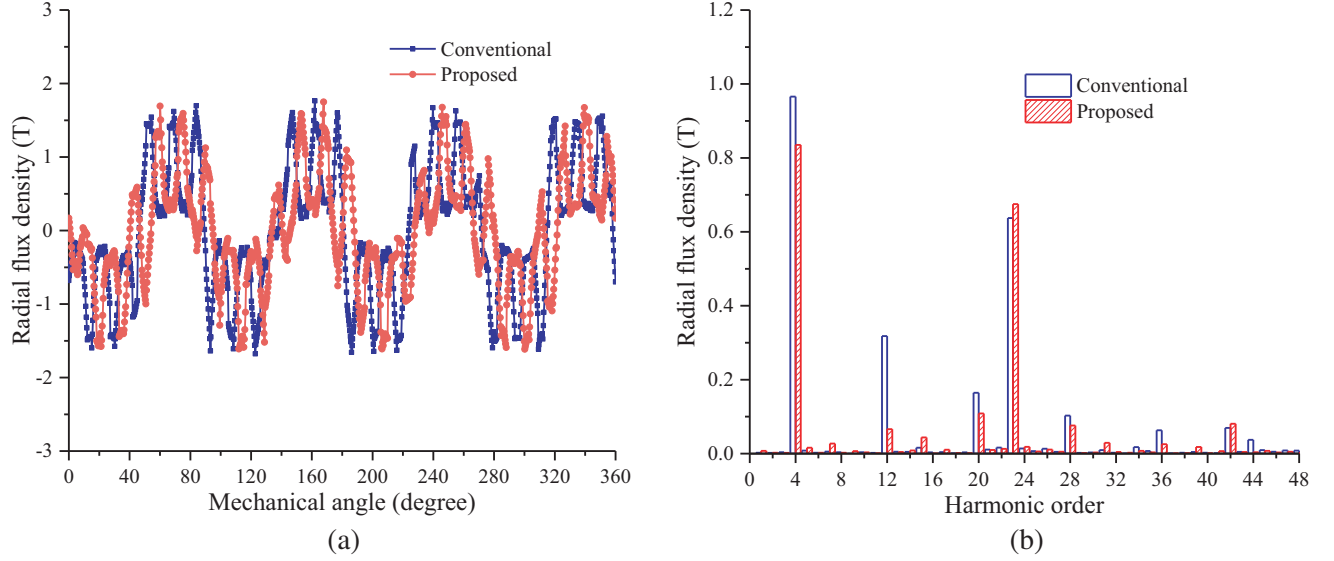 3
2
1
0
-1
-2
-3
Radial flux density (T)
Conventional
Proposed
0 40 80 120 160 200 240 280 320 360
Mechanical angle (degree)
(a)
1.2
1.0
0.8
0.6
0.4
0.2
0.0
Radial flux density (T)
Conventional
Proposed
0 4 8 12 16 20 24 28 32 36 40 44 48
Harmonic order
(b)